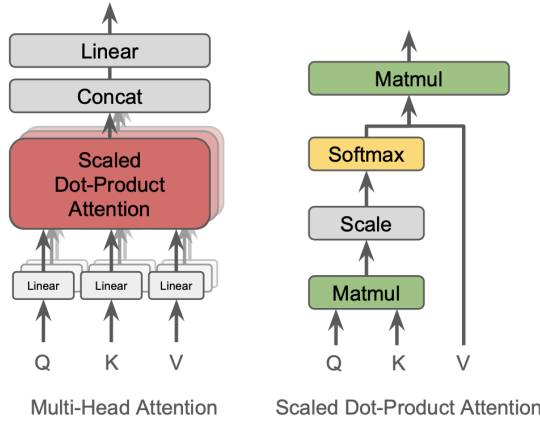 Linear
Concat
Scaled
Dot-Product
Attention
Linear Linear Linear
Q K V
Multi-Head Attention
Matmul
Softmax
Scale
Matmul
Q K V
Scaled Dot-Product Attention